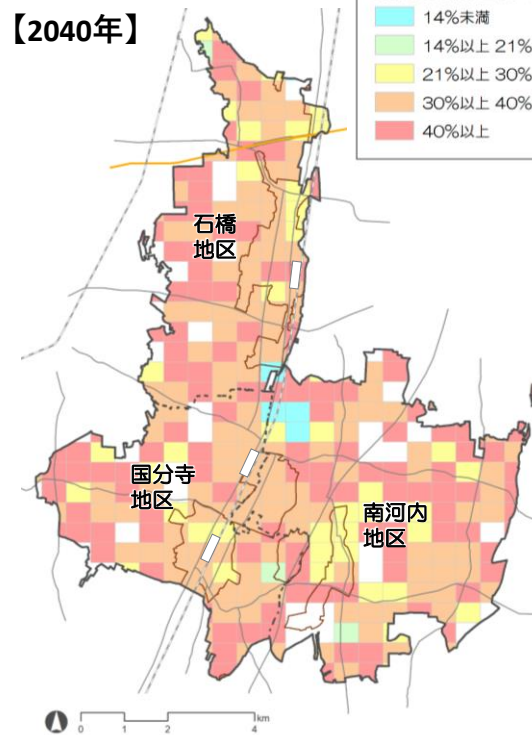 【2040年】
14%未満
14%以上 21%
21%以上 30%
30%以上 40%
40%以上
石橋
地区
国分寺
地区
南河内
地区
0 1 2 4 km